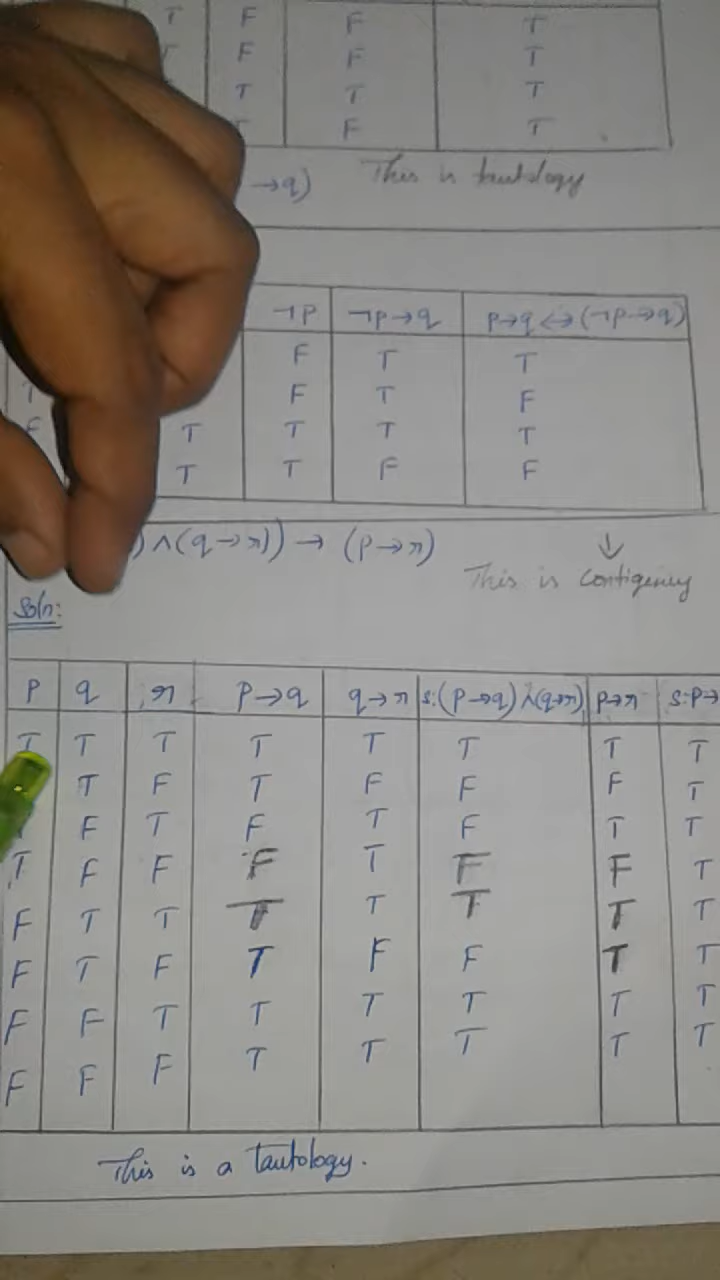 T F F T
F F T
T T T
F T
→q) This is tautology
¬p ¬p→q p→q ↔ (¬p→q)
F T T
T F T F
F T T T T
T T F F
∧(q→r)) → (p→r)
This is contigency
Soln:
p q r p→q q→r s:(p→q)∧(q→r) p→r s→p→
T T T T T T T T
T F T F F F T
F T F T F T T
T F F F T F F T
F T T T T T T T
F T F T F F T T
F F T T T T T T
F F F T T T T T
This is a tautology.